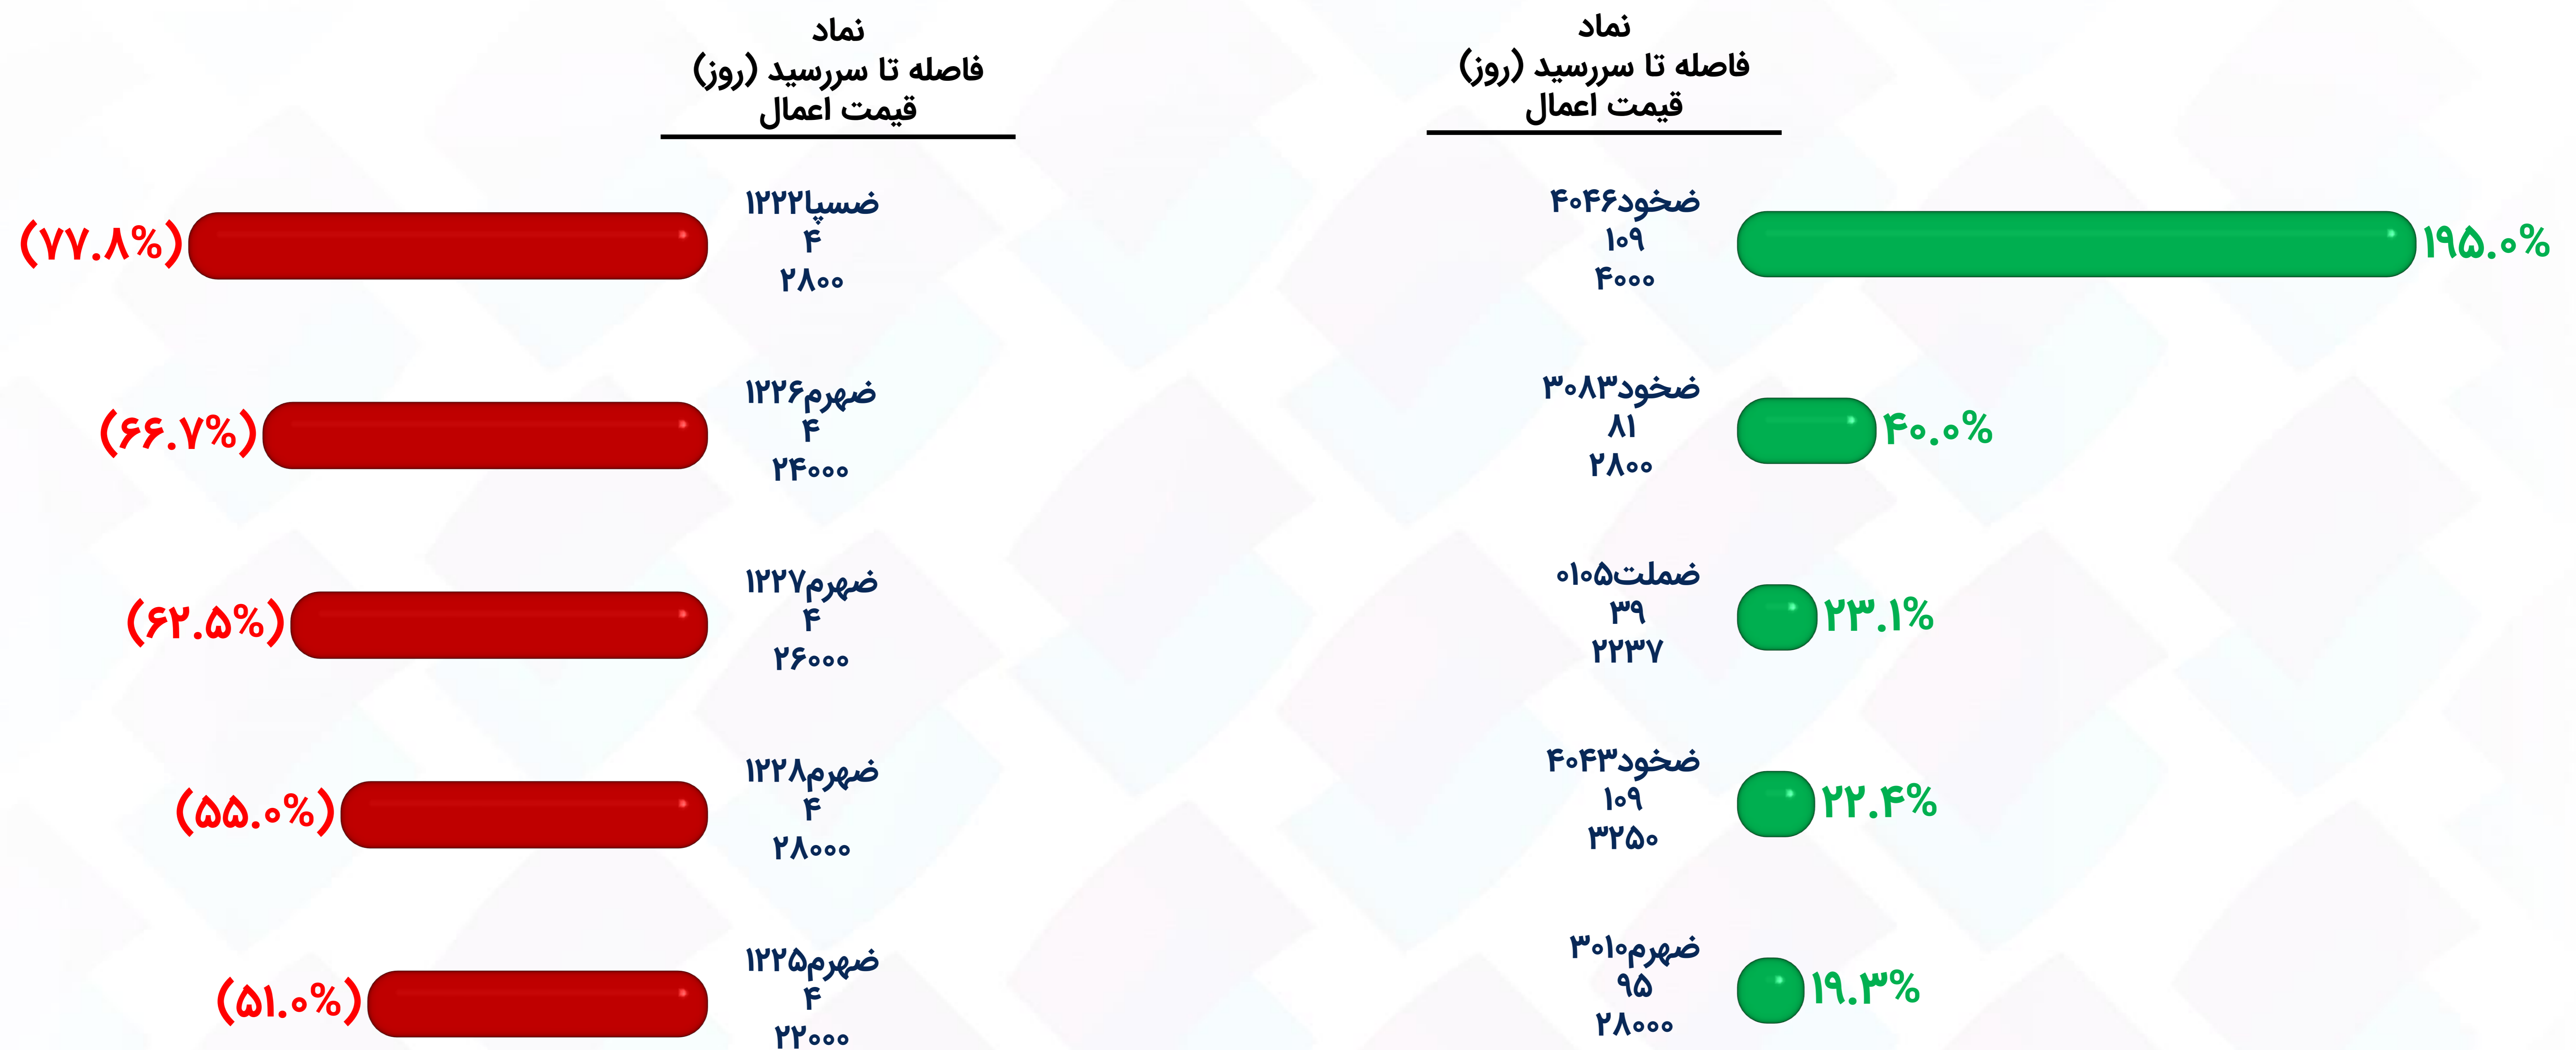 نماد
فاصله تا سررسید (روز)
قیمت اعمال
ضخود۴۰۴۶
۱۰۹
۴۰۰۰
۱۹۵.۰%
ضخود۳۰۸۳
۸۱
۲۸۰۰
۴۰.۰%
ضملت۰۱۰۵
۳۹
۲۲۳۷
۲۳.۱%
ضخود۴۰۴۳
۱۰۹
۳۲۵۰
۲۲.۴%
ضهرم۳۰۱۰
۹۵
۲۸۰۰۰
۱۹.۳%
نماد
فاصله تا سررسید (روز)
قیمت اعمال
ضسپا۱۲۲۲
۴
۲۸۰۰
(۷۷.۸%)
ضهرم۱۲۲۶
۴
۲۴۰۰۰
(۶۶.۷%)
ضهرم۱۲۲۷
۴
۲۶۰۰۰
(۶۲.۵%)
ضهرم۱۲۲۸
۴
۲۸۰۰۰
(۵۵.۰%)
ضهرم۱۲۲۵
۴
۲۲۰۰۰
(۵۱.۰%)